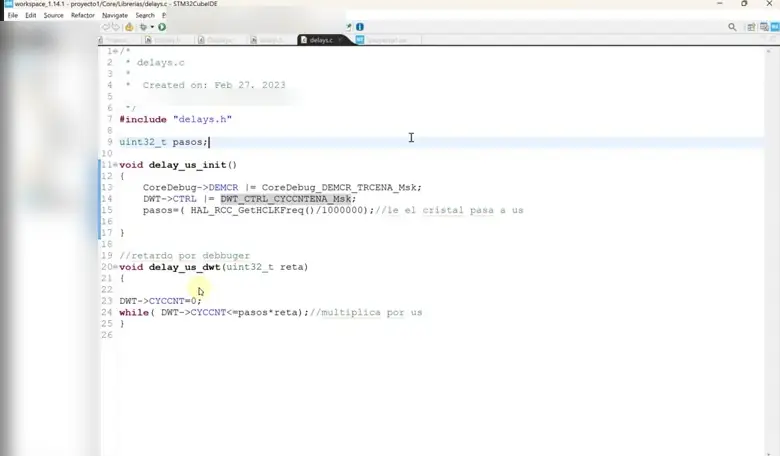 workspace_1.14.1 - proyecto1/Core/Librerias/delays.c - STM32CubeIDE
File Edit Source Refactor Navigate Search P
delays.c
1 /*
2 * delays.c
3 *
4 * Created on: Feb 27, 2023
5
6 */
7 #include "delays.h"
8
9 uint32_t pasos;
10
11 void delay_us_init()
12 {
13 CoreDebug->DEMCR |= CoreDebug_DEMCR_TRCENA_Msk;
14 DWT->CTRL |= DWT_CTRL_CYCCNTENA_Msk;
15 pasos=( HAL_RCC_GetHCLKFreq()/1000000);//le el cristal pasa a us
16
17 }
18
19 //retardo por debbuger
20 void delay_us_dwt(uint32_t reta)
21 {
22
23 DWT->CYCCNT=0;
24 while( DWT->CYCCNT<=pasos*reta);//multiplica por us
25 }
26